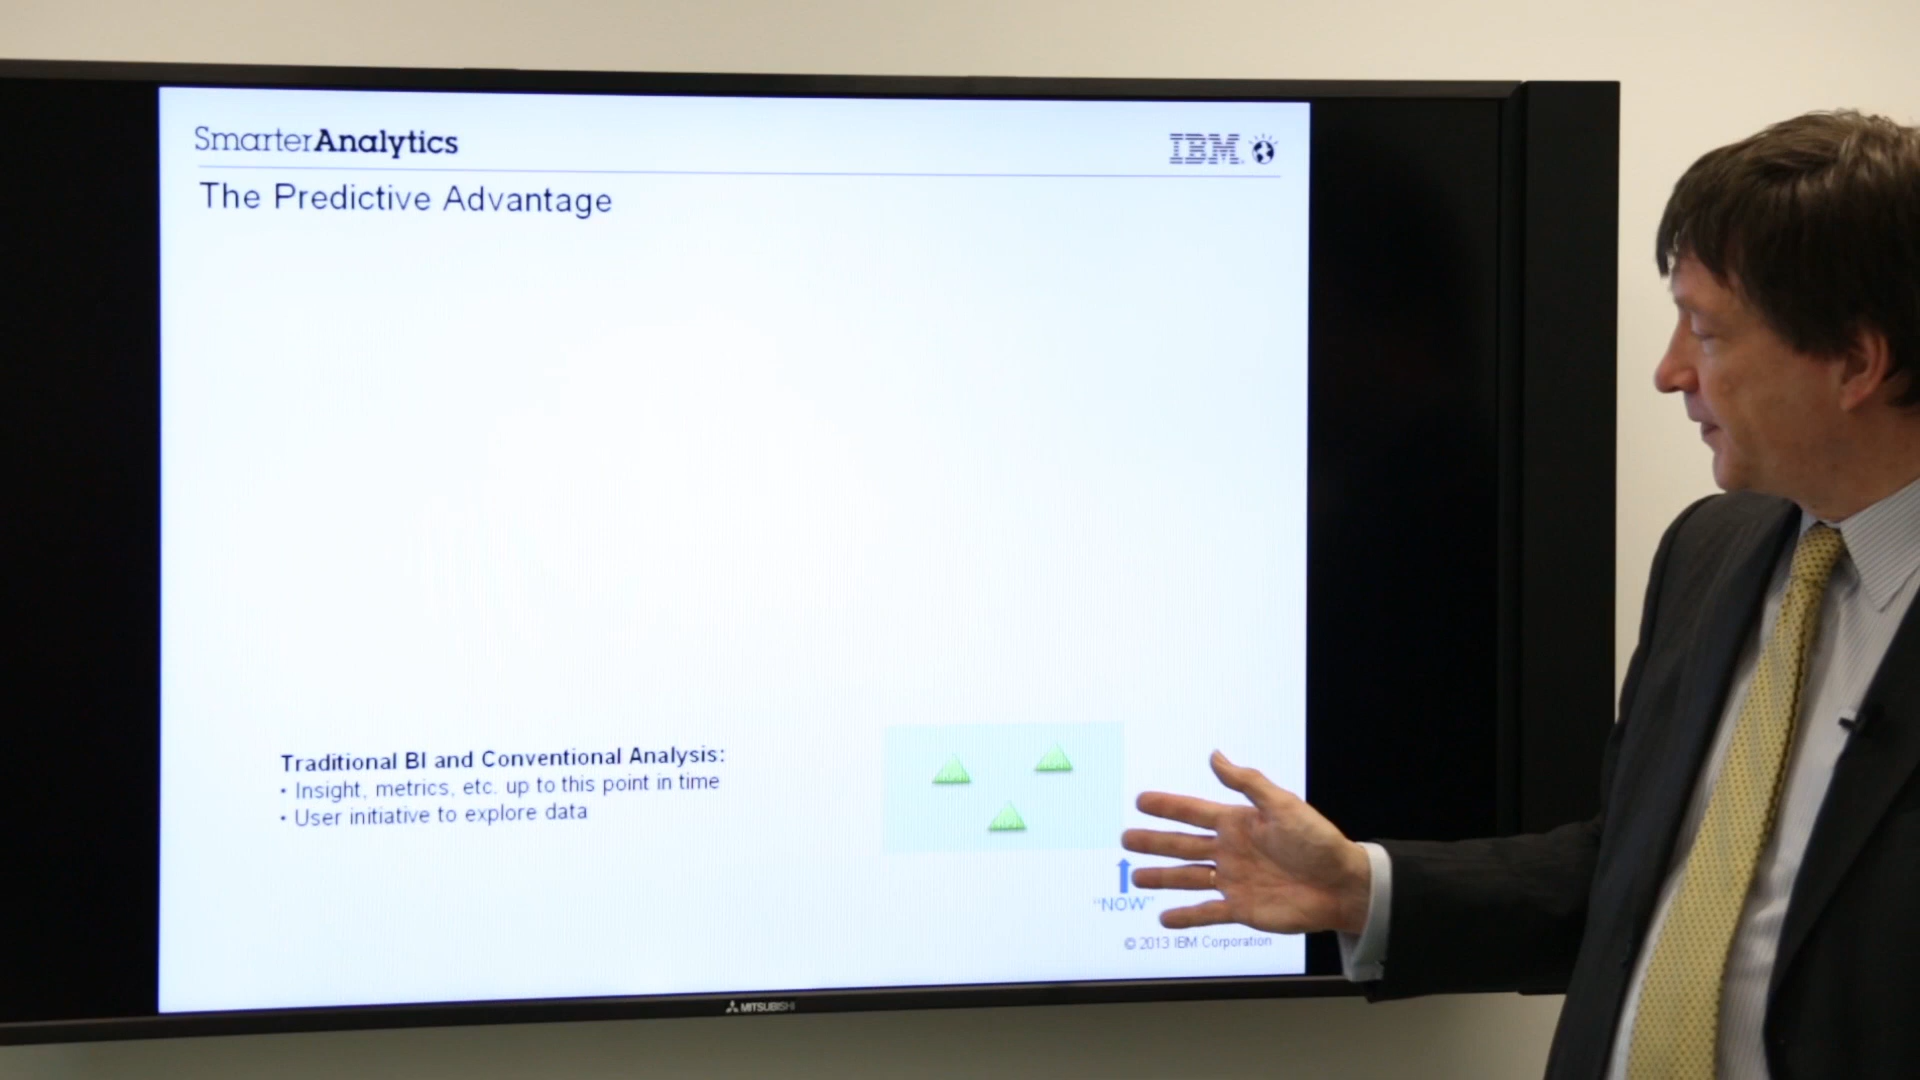 SmarterAnalytics
IBM
The Predictive Advantage
Traditional BI and Conventional Analysis:
• Insight, metrics, etc. up to this point in time
• User initiative to explore data
“NOW”
© 2013 IBM Corporation
MITSUBISHI